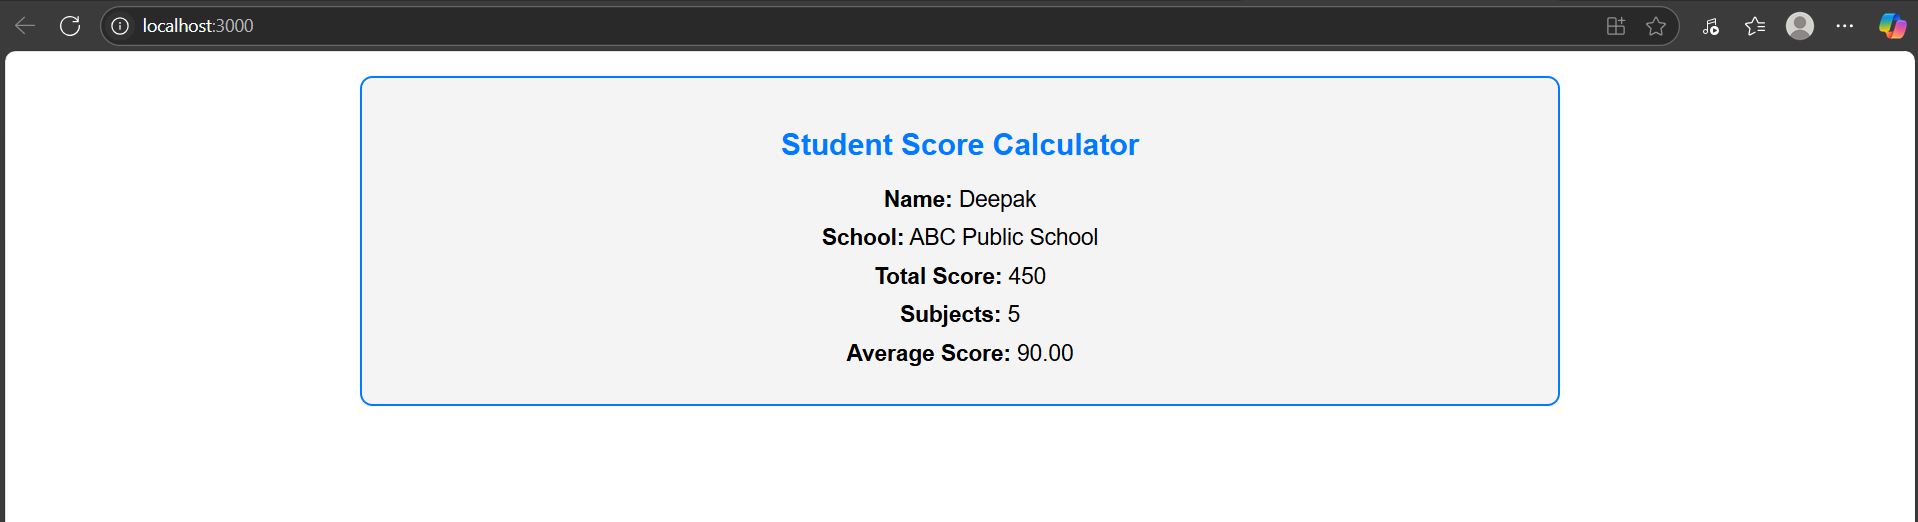 localhost:3000
Student Score Calculator
Name: Deepak
School: ABC Public School
Total Score: 450
Subjects: 5
Average Score: 90.00